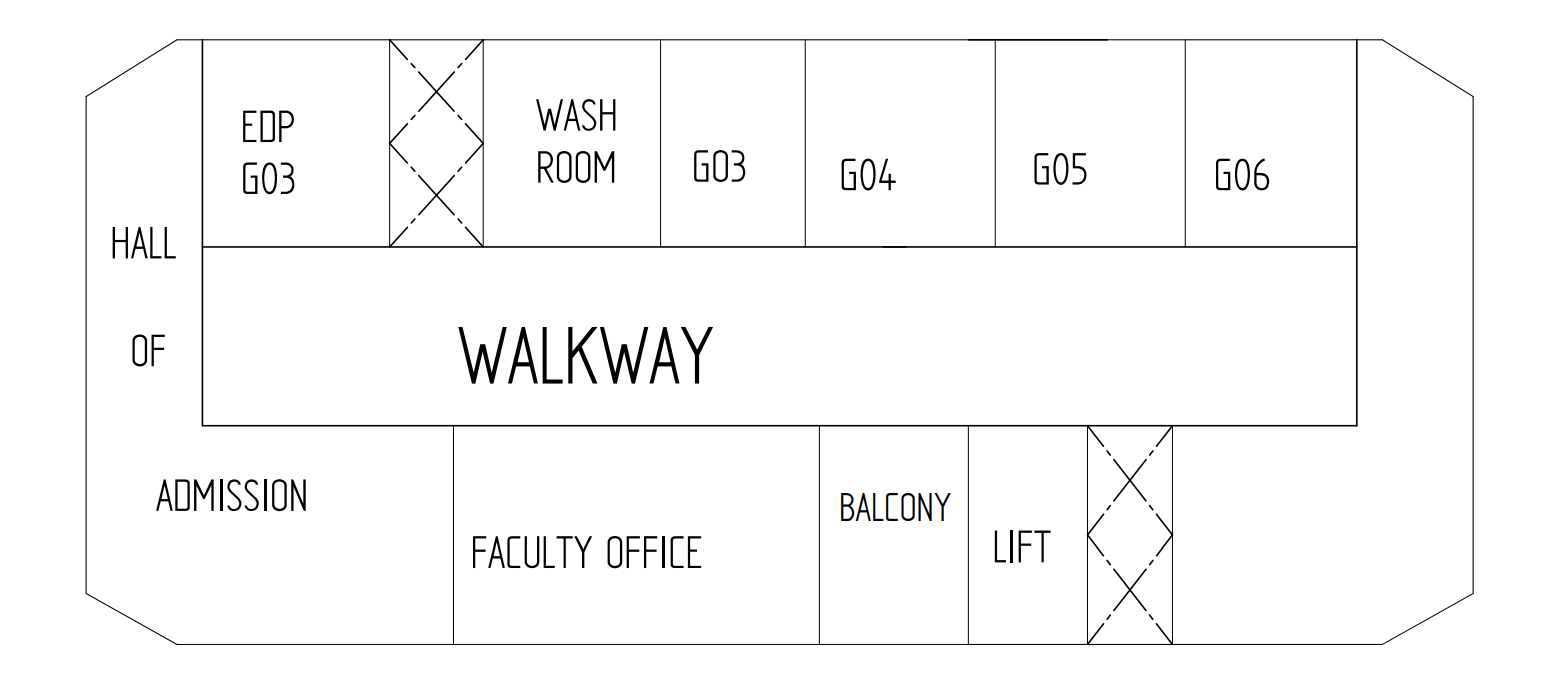 EDP
G03
WASH
ROOM
G03
G04
G05
G06
HALL
OF
ADMISSION
WALKWAY
FACULTY OFFICE
BALCONY
LIFT